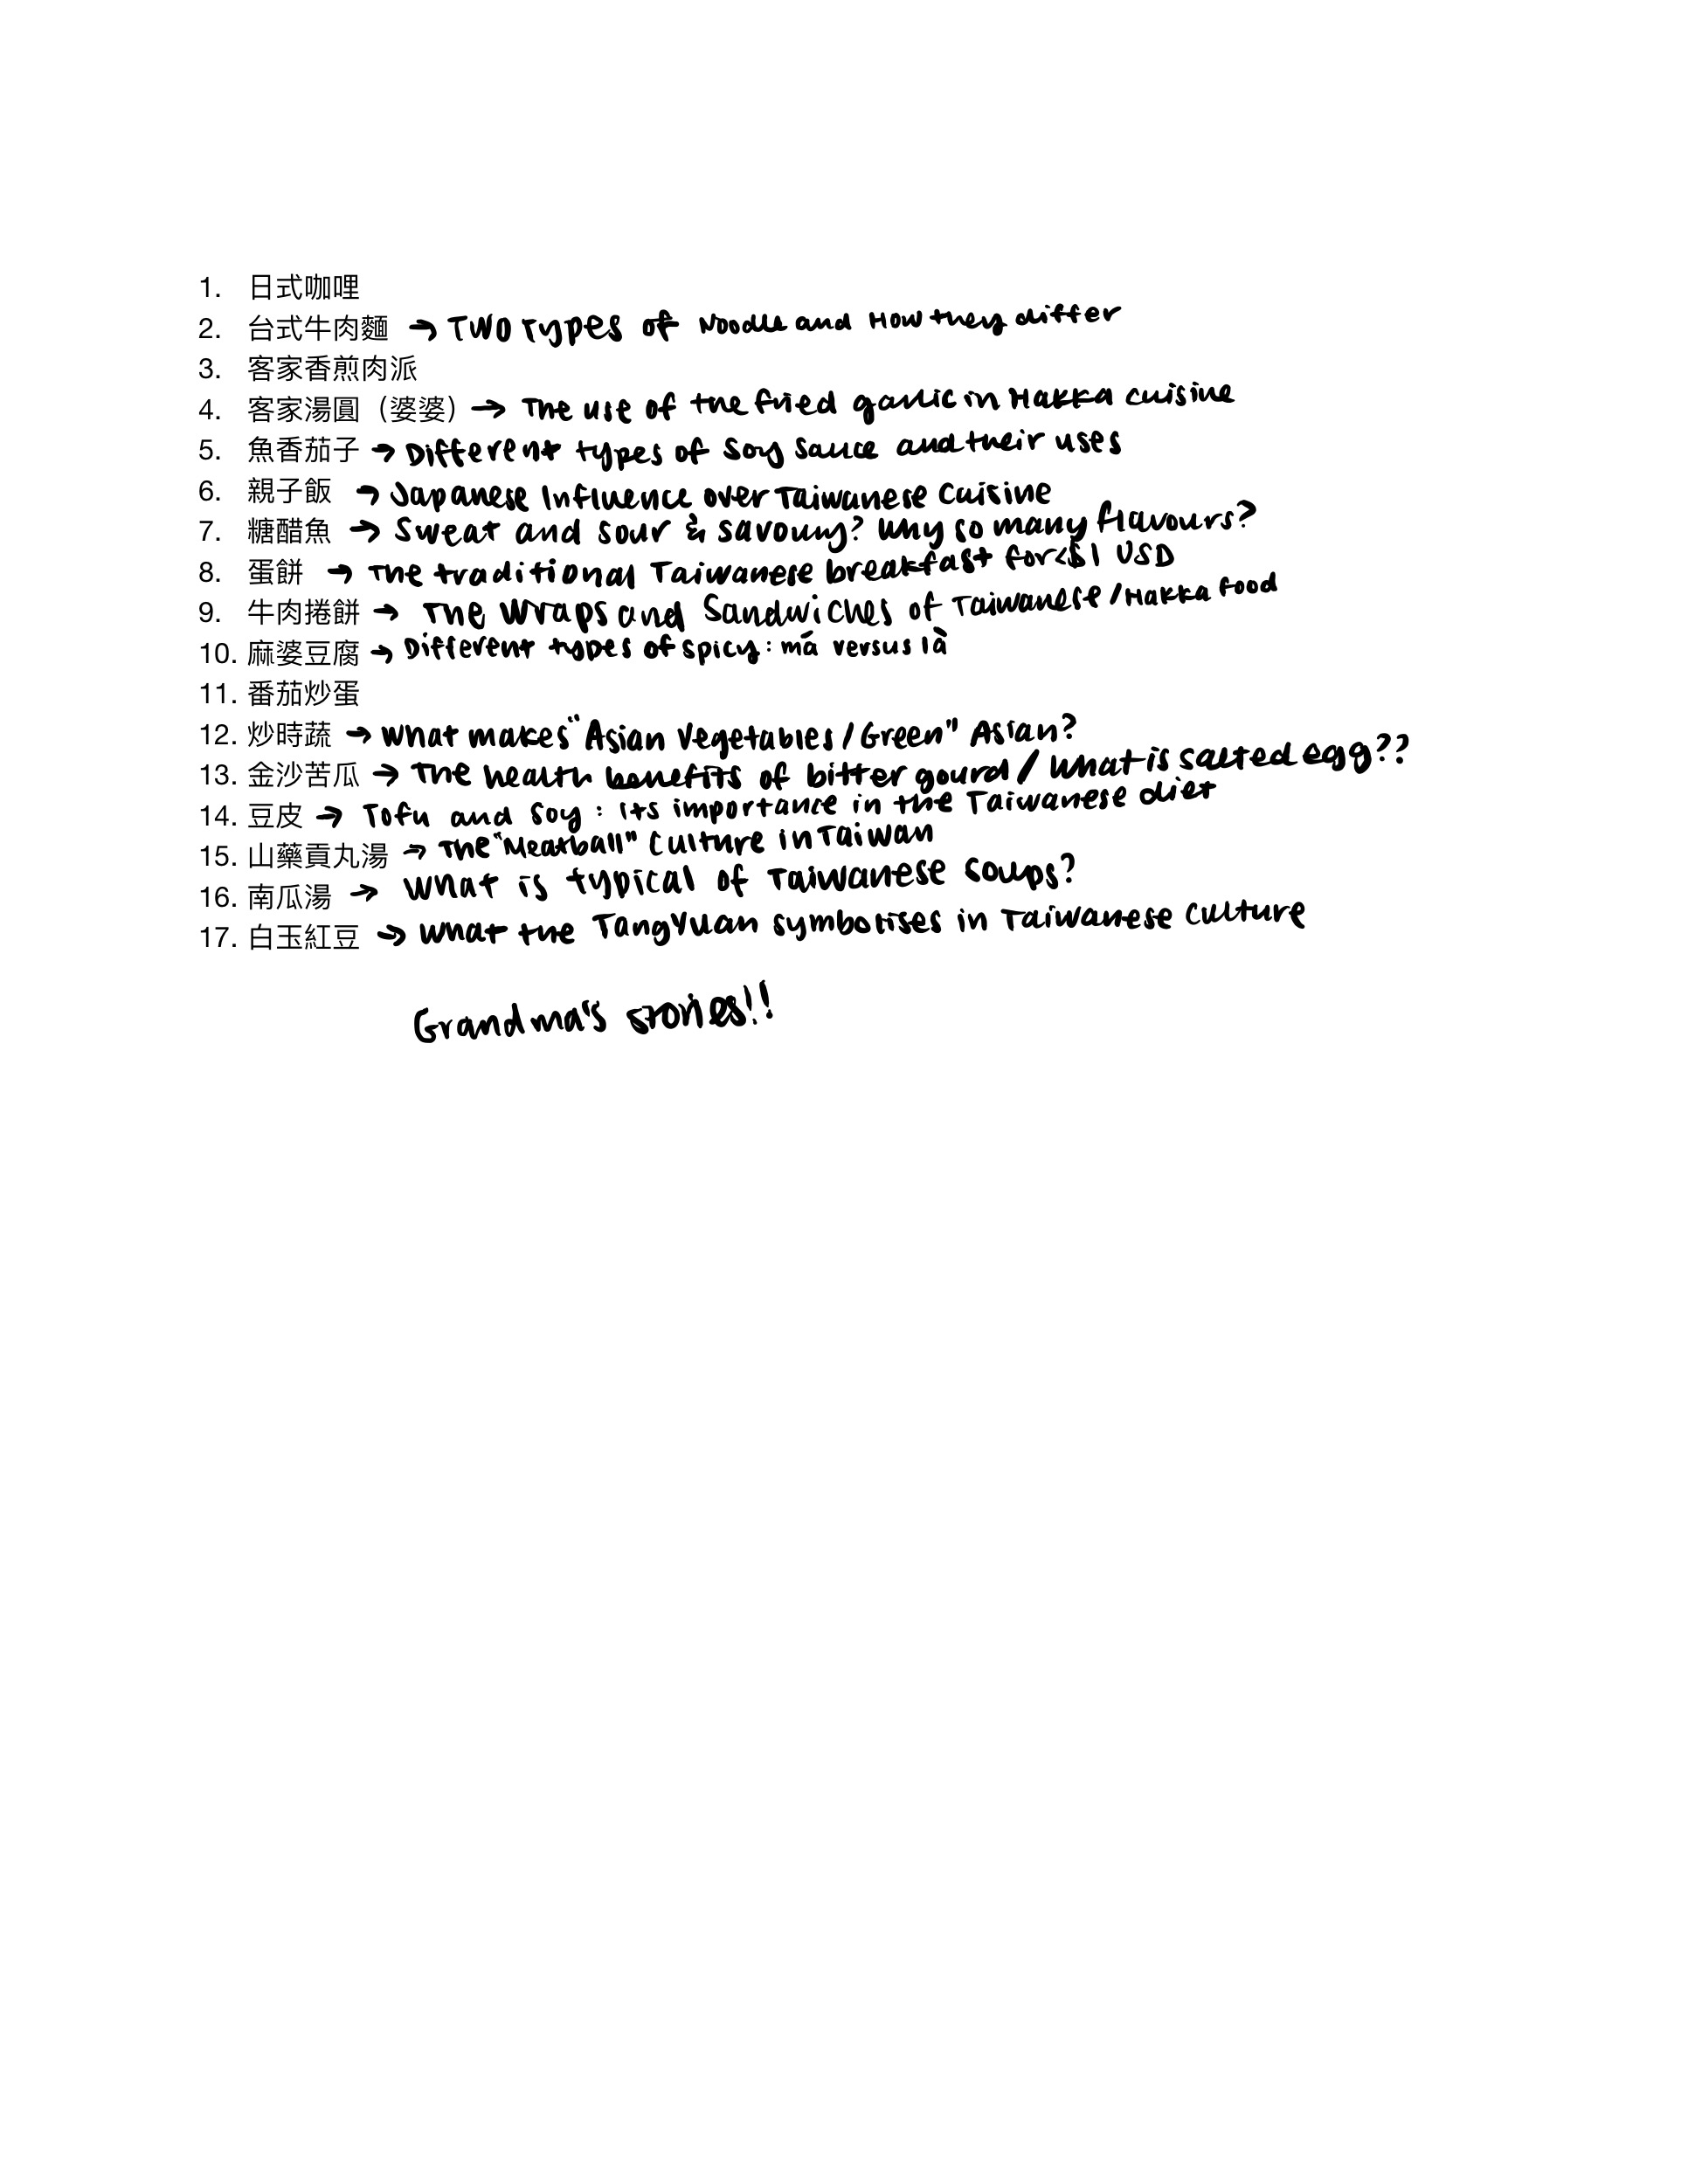 1. 日式咖哩
2. 台式牛肉麵 → Two Types of Noodle and How they differ
3. 客家香煎肉派
4. 客家湯圓（婆婆）→ The use of the fried garlic in Hakka cuisine
5. 魚香茄子 → Different types of Soy Sauce and their uses
6. 親子飯 → Japanese Influence over Taiwanese Cuisine
7. 糖醋魚 → Sweat and sour & savoury? Why so many flavours?
8. 蛋餅 → The traditional Taiwanese breakfast for <$1 USD
9. 牛肉捲餅 → The Wraps and Sandwiches of Taiwanese/Hakka food
10. 麻婆豆腐 → Different types of spicy: má versus là
11. 番茄炒蛋
12. 炒時蔬 → What makes "Asian Vegetables/Green" Asian?
13. 金沙苦瓜 → The health benefits of bitter gourd / What is salted egg??
14. 豆皮 → Tofu and Soy: Its importance in the Taiwanese diet
15. 山藥貢丸湯 → The "Meatball" Culture in Taiwan
16. 南瓜湯 → What is typical of Taiwanese Soups?
17. 白玉紅豆 → What the TangYuan symbolises in Taiwanese Culture
Grandma's stories!!